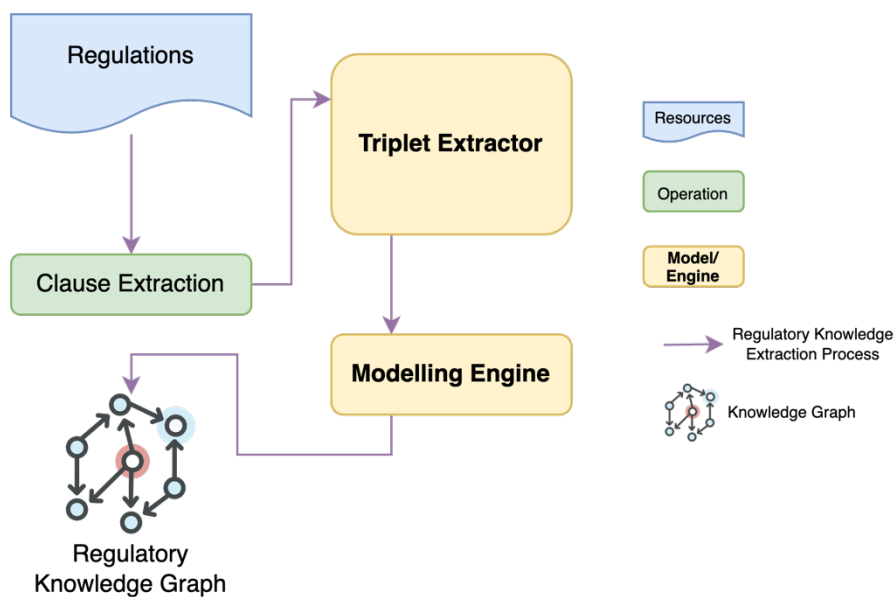 Regulations
Triplet Extractor
Clause Extraction
Modelling Engine
Regulatory
Knowledge Graph
Resources
Operation
Model/
Engine
Regulatory Knowledge
Extraction Process
Knowledge Graph